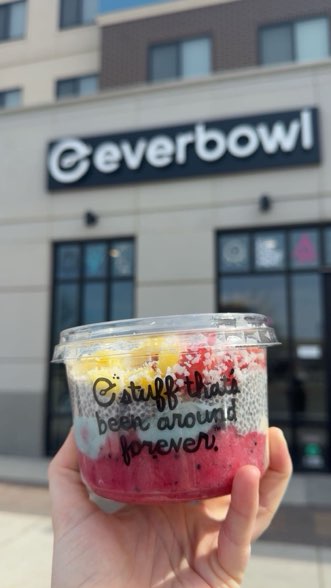 everbowl
stuff that's
been around
forever.